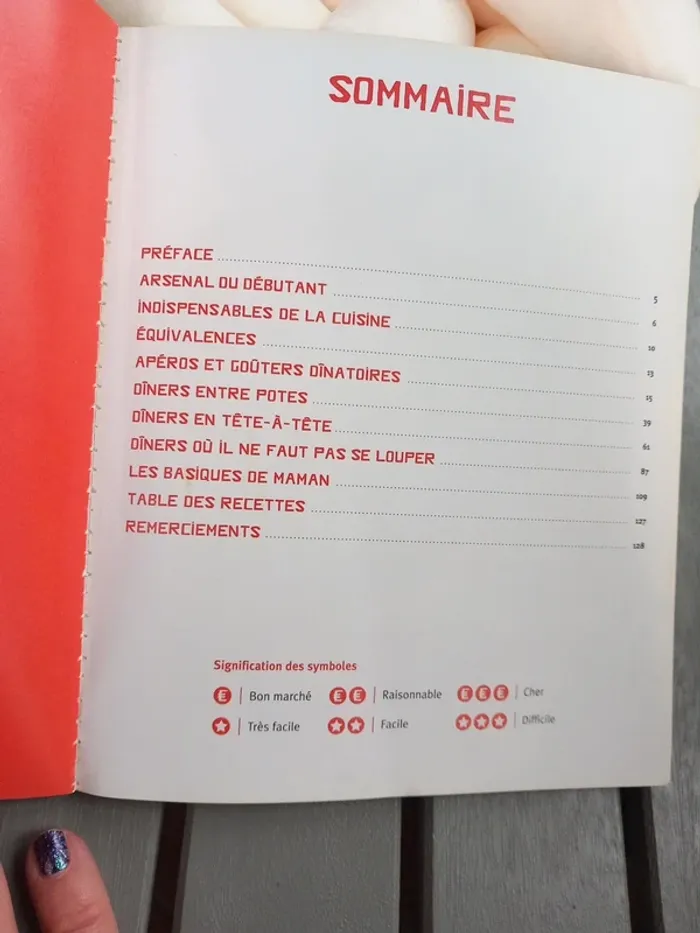 SOMMAIRE
PRÉFACE 5
ARSENAL DU DÉBUTANT 6
INDISPENSABLES DE LA CUISINE 10
ÉQUIVALENCES 13
APÉROS ET GOÛTERS DÎNATOIRES 15
DÎNERS ENTRE POTES 39
DÎNERS EN TÊTE-À-TÊTE 61
DÎNERS OÙ IL NE FAUT PAS SE LOUPER 87
LES BASIQUES DE MAMAN 109
TABLE DES RECETTES 127
REMERCIEMENTS 128
Signification des symboles
E | Bon marché E E | Raisonnable E E E | Cher
| Très facile | Facile | Difficile